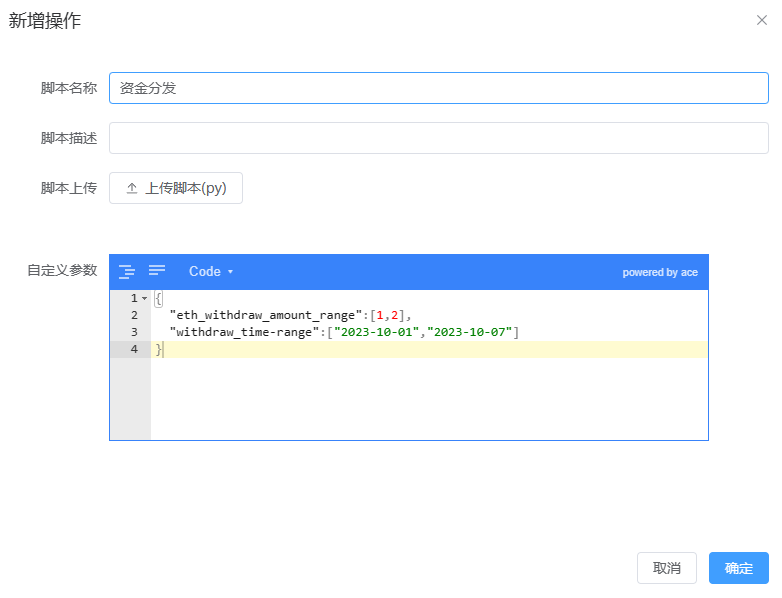 新增操作
脚本名称 资金分发
脚本描述
脚本上传 上传脚本(py)
自定义参数 Code powered by ace
1 {
2 "eth_withdraw_amount_range":[1,2],
3 "withdraw_time-range":["2023-10-01","2023-10-07"]
4 }
取消 确定